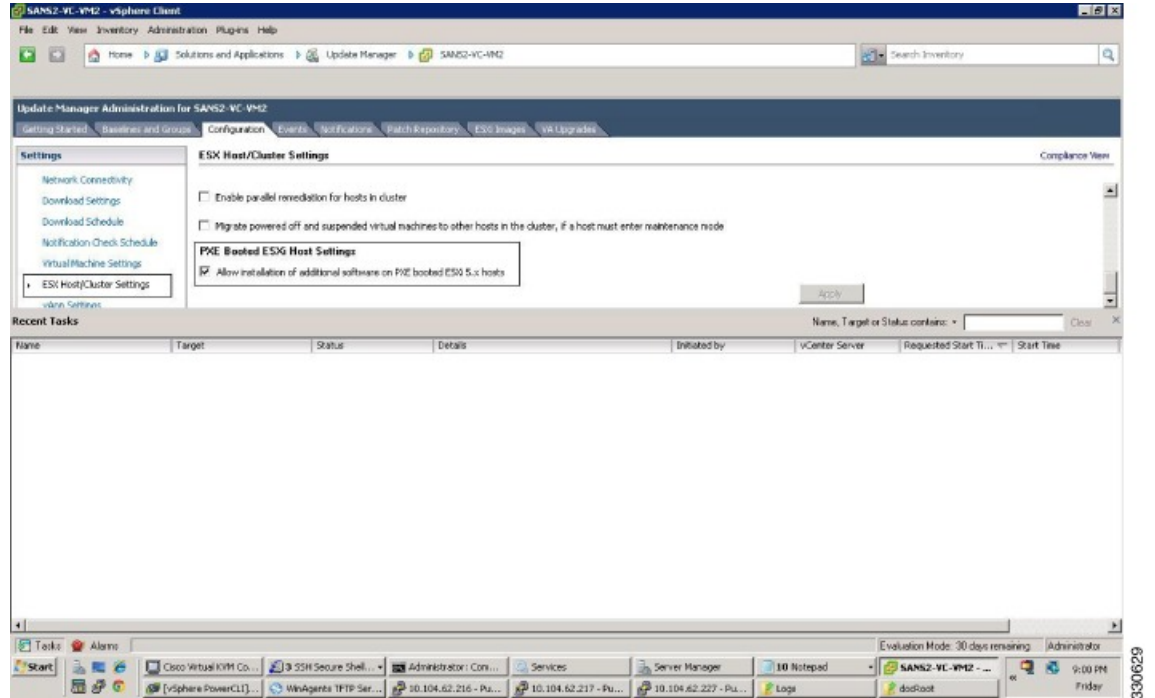 SANS2-VC-VM2 - vSphere Client
File Edit View Inventory Administration Plug-ins Help
Home Solutions and Applications Update Manager SANS2-VC-VM2 Search Inventory
Update Manager Administration for SANS2-VC-VM2
Getting Started Baselines and Groups Configuration Events Notifications Patch Repository ESXi Images VA Upgrades
Settings
Network Connectivity
Download Settings
Download Schedule
Notification Check Schedule
Virtual Machine Settings
ESX Host/Cluster Settings
vApp Settings
ESX Host/Cluster Settings
Compliance View
Enable parallel remediation for hosts in cluster
Migrate powered off and suspended virtual machines to other hosts in the cluster, if a host must enter maintenance mode
PXE Booted ESXi Host Settings
Allow installation of additional software on PXE booted ESXi 5.x hosts
Apply
Recent Tasks
Name, Target or Status contains:
Clear
Name Target Status Details Initiated by vCenter Server Requested Start Ti... Start Time
Tasks Alarms
Evaluation Mode: 30 days remaining Administrator
Start Cisco Virtual KVM Co... 3 SSH Secure Shel... Administrator: Com... Services Server Manager 10 Notepad SANS2-VC-VM2 - ... 9:00 PM
[vSphere PowerCLI]... WinAgents TFTP Ser... 10.104.62.216 - Pu... 10.104.62.217 - Pu... 10.104.62.227 - Pu... Logs docRoot Friday
330629